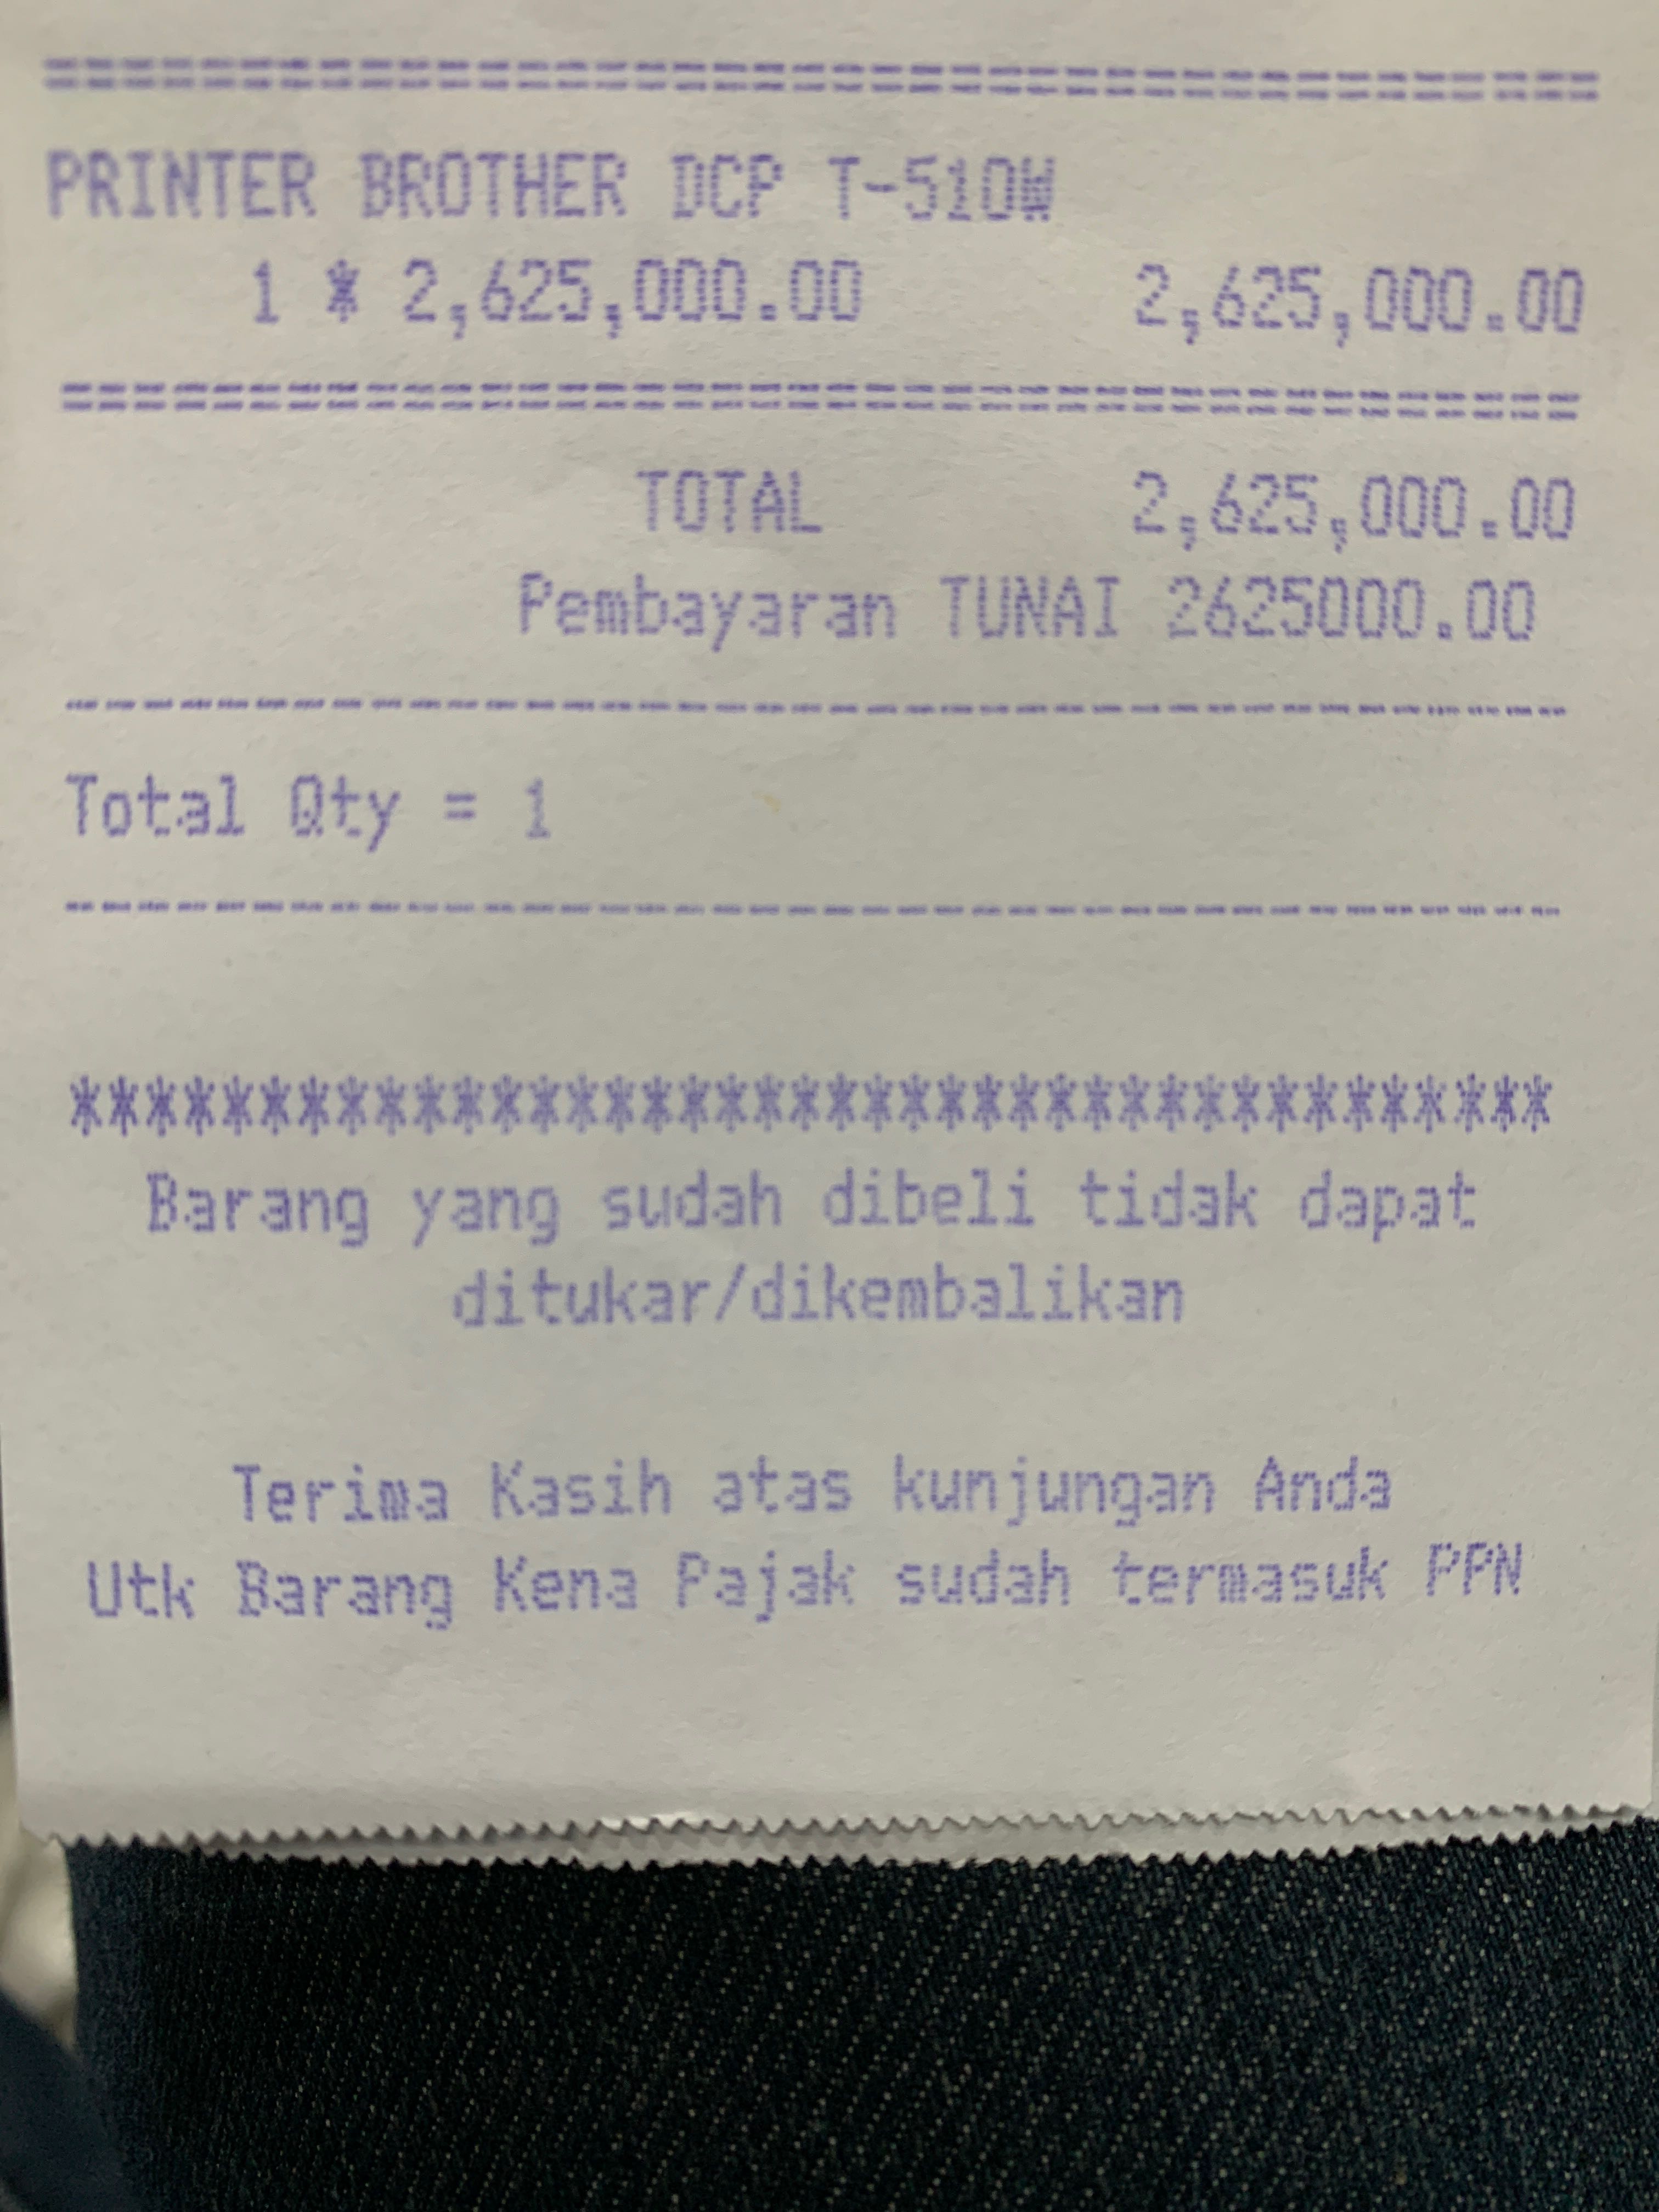 ========================================
PRINTER BROTHER DCP T-510W
1 * 2,625,000.00 2,625,000.00
========================================
TOTAL 2,625,000.00
Pembayaran TUNAI 2625000.00
----------------------------------------
Total Qty = 1
----------------------------------------
***************************************
Barang yang sudah dibeli tidak dapat
ditukar/dikembalikan
Terima Kasih atas kunjungan Anda
Utk Barang Kena Pajak sudah termasuk PPN